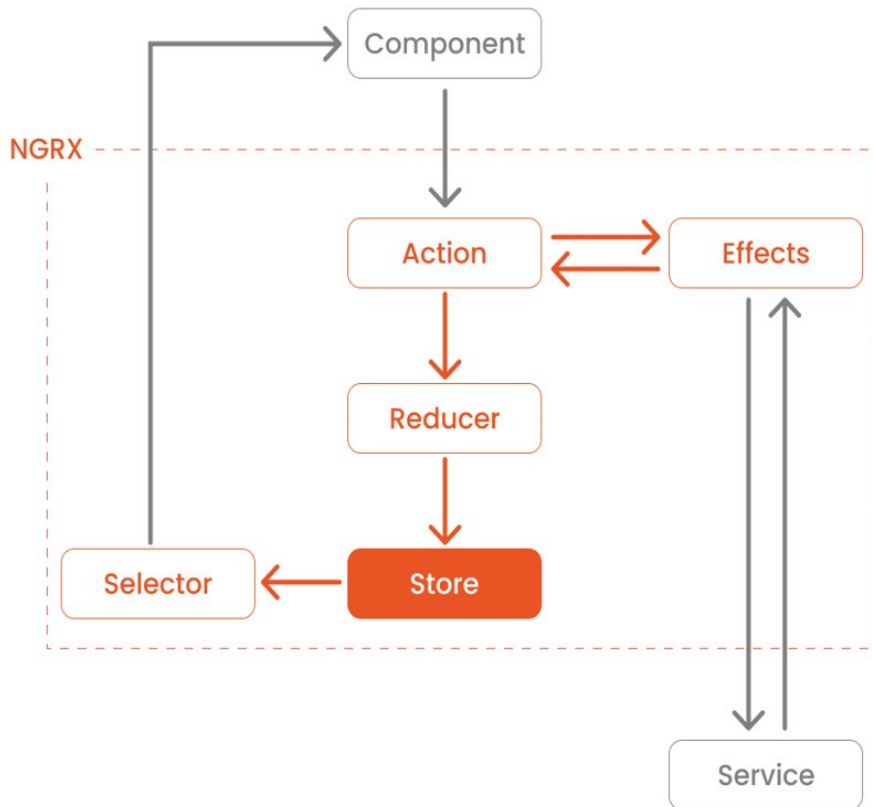 Component
NGRX
Action
Effects
Reducer
Selector
Store
Service